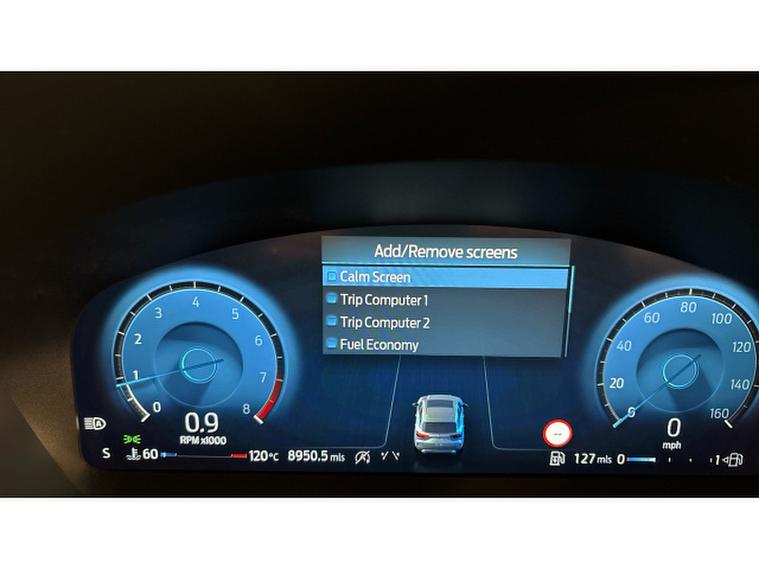 Add/Remove screens
Calm Screen
Trip Computer 1
Trip Computer 2
Fuel Economy
0 1 2 3 4 5 6 7 8
0.9
RPM x1000
0 20 40 60 80 100 120 140 160
0
mph
A
S 60 120°C 8950.5 mls
--
127 mls 0 1